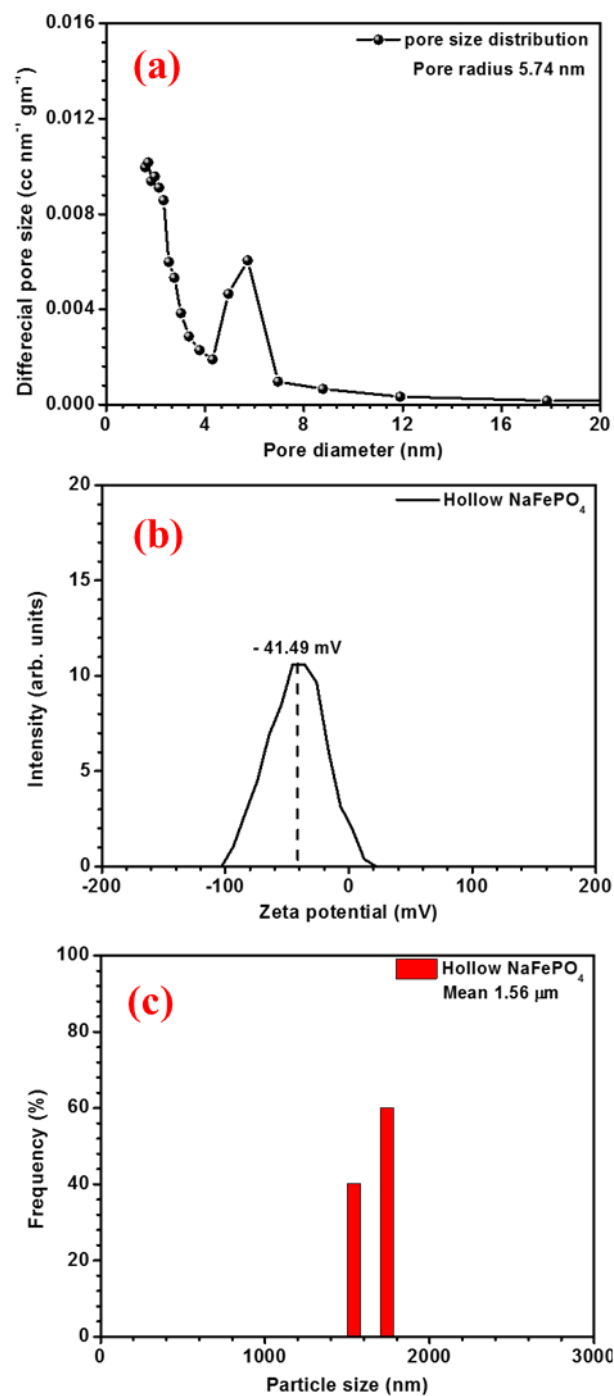 0.016
0.012
0.008
0.004
0.000
Differecial pore size (cc nm⁻¹ gm⁻¹)
(a)
pore size distribution
Pore radius 5.74 nm
0 4 8 12 16 20
Pore diameter (nm)
20
15
10
5
0
Intensity (arb. units)
(b)
Hollow NaFePO₄
- 41.49 mV
-200 -100 0 100 200
Zeta potential (mV)
100
80
60
40
20
0
Frequency (%)
(c)
Hollow NaFePO₄
Mean 1.56 µm
0 1000 2000 3000
Particle size (nm)